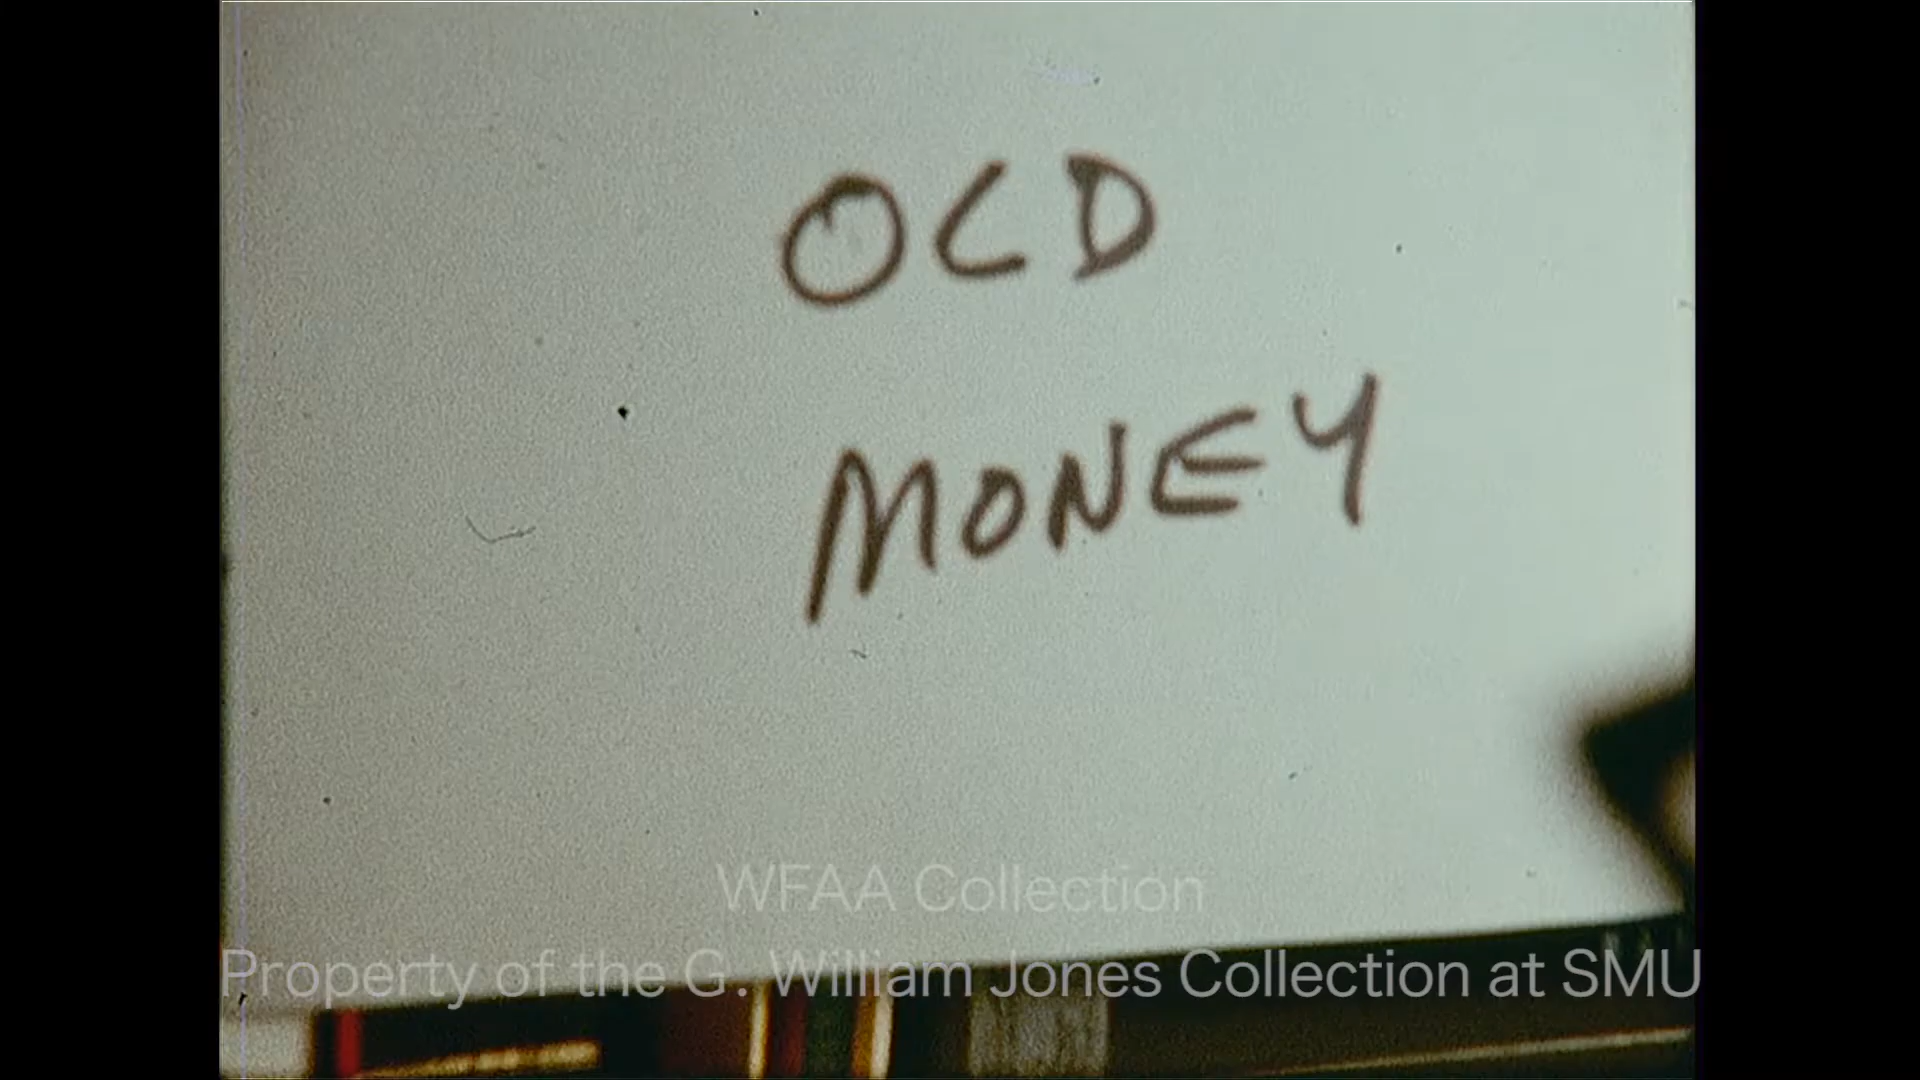 OLD
MONEY
WFAA Collection
Property of the G. William Jones Collection at SMU